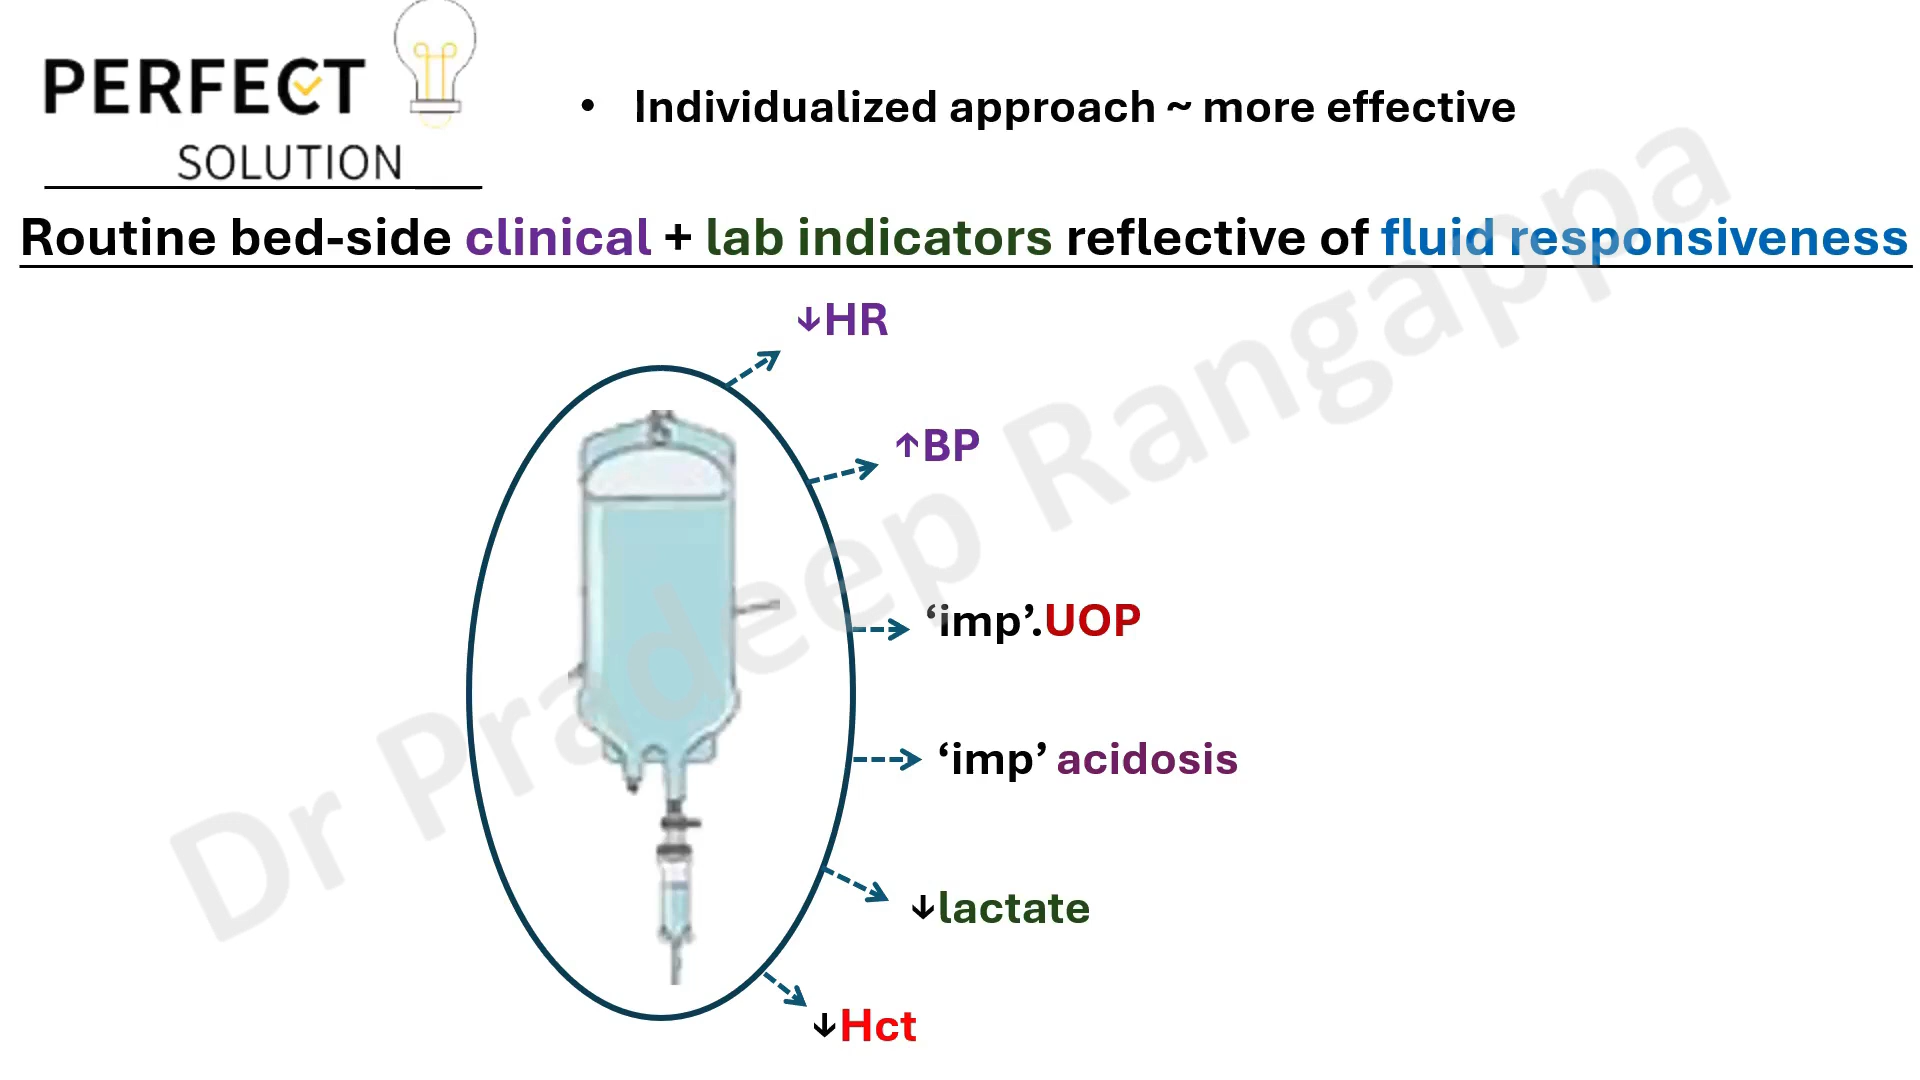 PERFECT
SOLUTION
• Individualized approach ~ more effective
Routine bed-side clinical + lab indicators reflective of fluid responsiveness
↓HR
↑BP
‘imp’.UOP
‘imp’ acidosis
↓lactate
↓Hct
Dr Pradeep Rangappa